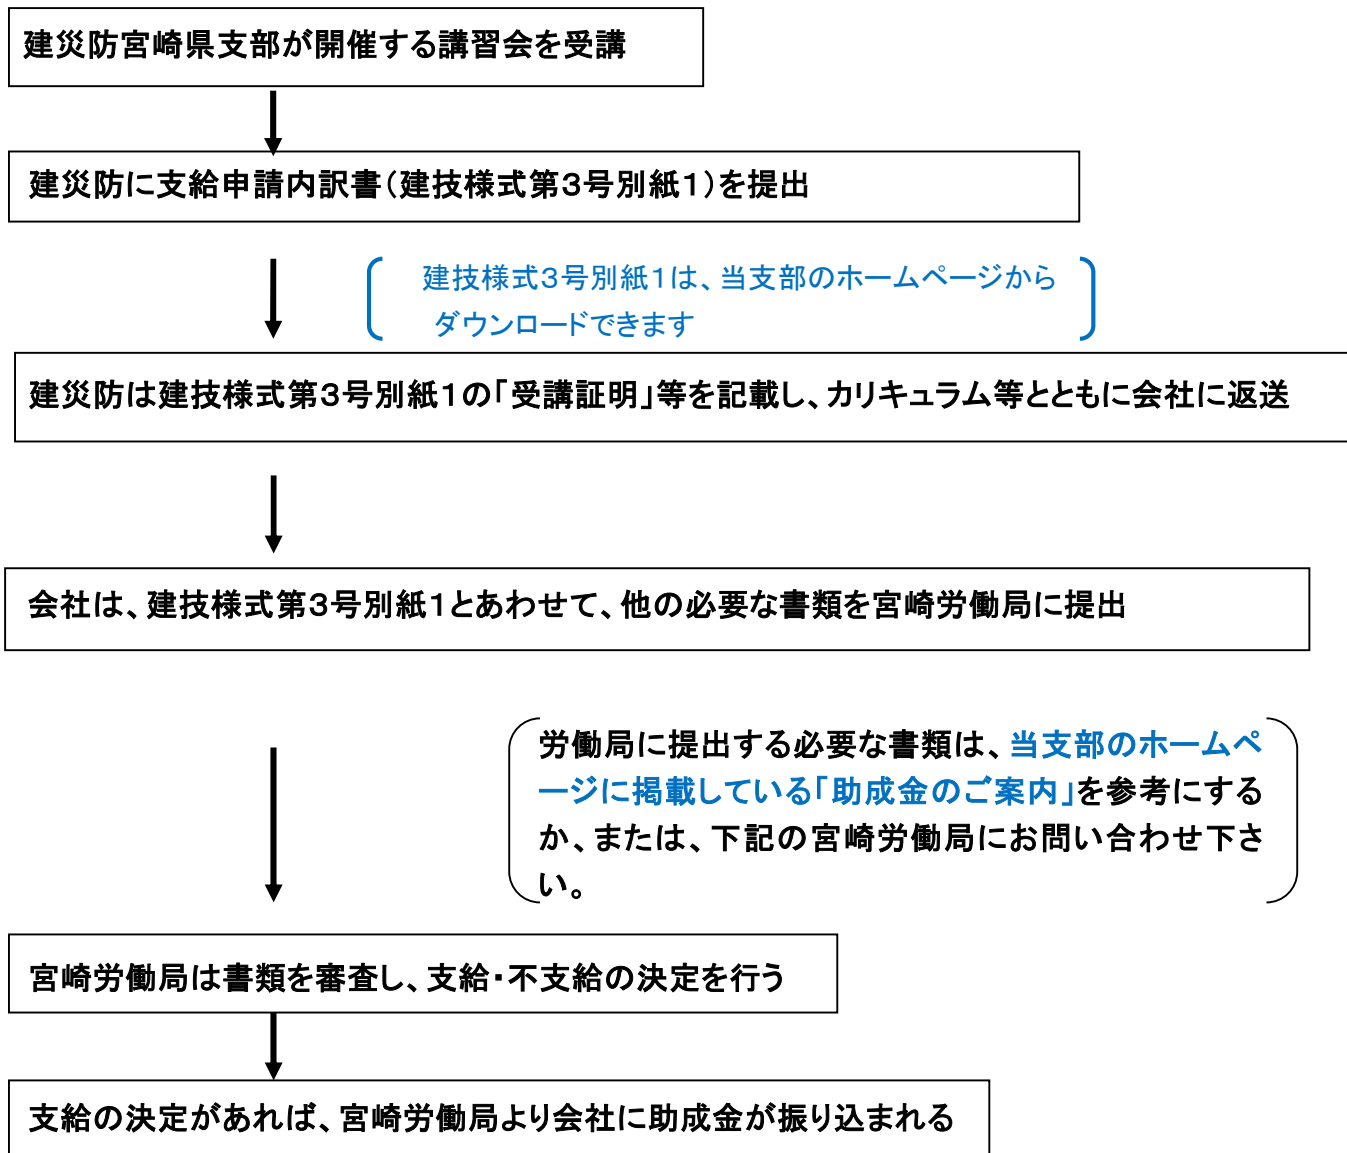 建災防宮崎県支部が開催する講習会を受講
建災防に支給申請内訳書（建技様式第３号別紙１）を提出
建技様式３号別紙１は、当支部のホームページから
ダウンロードできます
建災防は建技様式第３号別紙１の「受講証明」等を記載し、カリキュラム等とともに会社に返送
会社は、建技様式第３号別紙１とあわせて、他の必要な書類を宮崎労働局に提出
労働局に提出する必要な書類は、当支部のホームペ
ージに掲載している「助成金のご案内」を参考にする
か、または、下記の宮崎労働局にお問い合わせ下さ
い。
宮崎労働局は書類を審査し、支給・不支給の決定を行う
支給の決定があれば、宮崎労働局より会社に助成金が振り込まれる